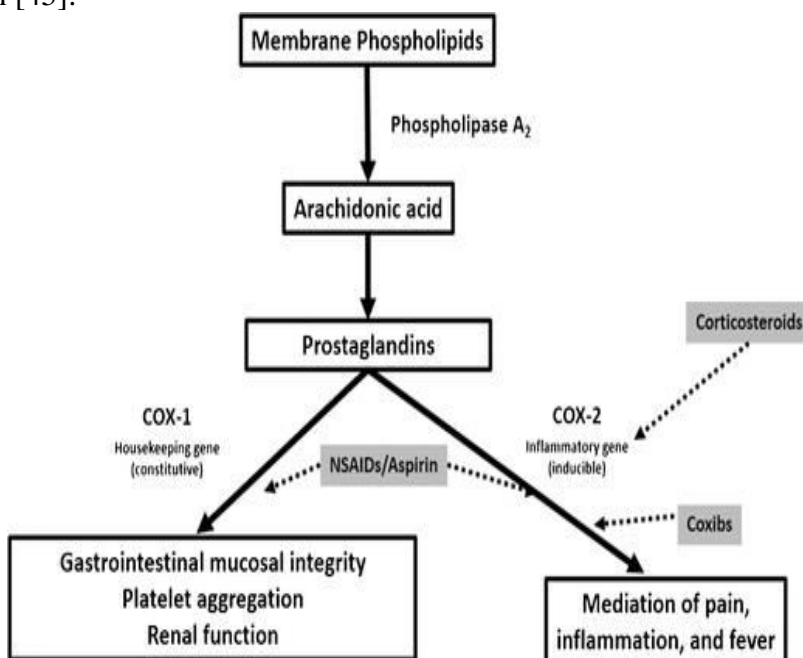 [45].
Membrane Phospholipids
Phospholipase A₂
Arachidonic acid
Prostaglandins
Corticosteroids
COX-1
Housekeeping gene
(constitutive)
NSAIDs/Aspirin
COX-2
Inflammatory gene
(inducible)
Coxibs
Gastrointestinal mucosal integrity
Platelet aggregation
Renal function
Mediation of pain,
inflammation, and fever